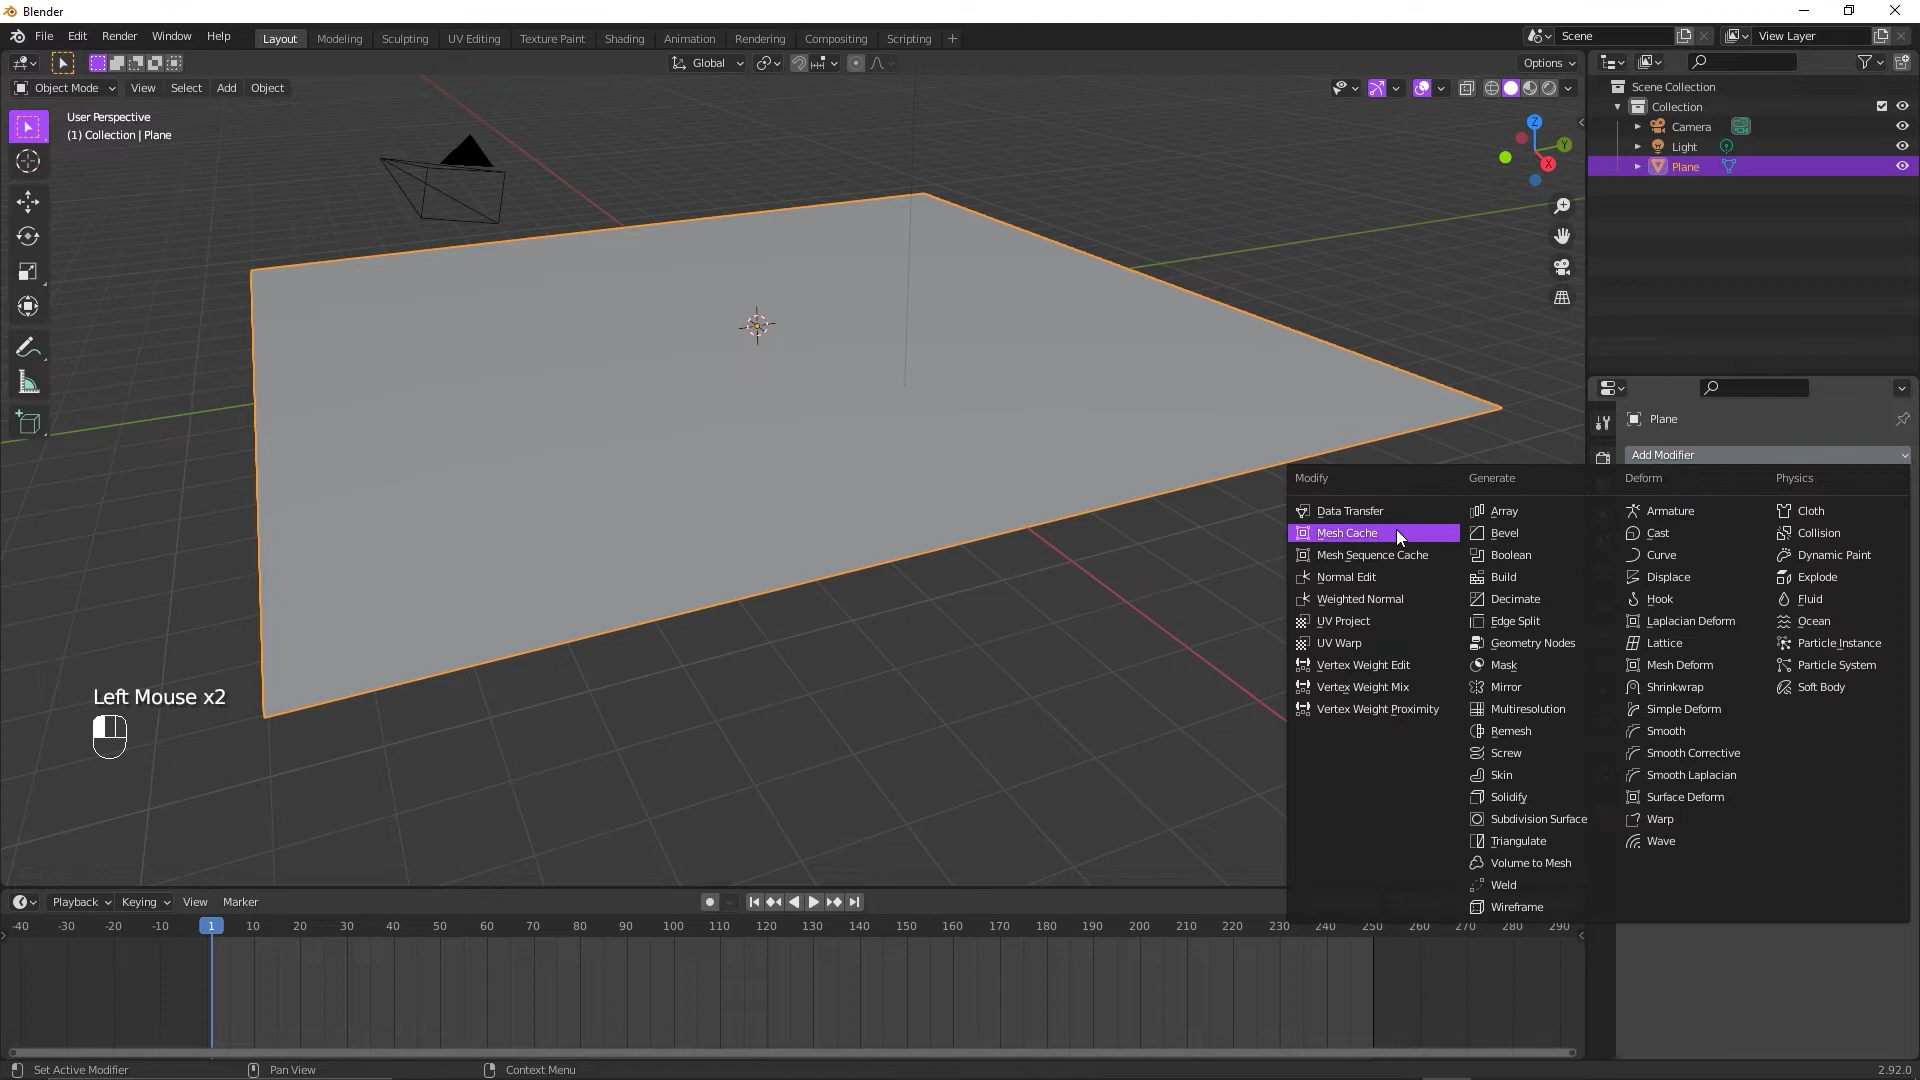 Blender
File Edit Render Window Help
Layout Modeling Sculpting UV Editing Texture Paint Shading Animation Rendering Compositing Scripting +
Scene
View Layer
Global
Options
Object Mode View Select Add Object
User Perspective
(1) Collection | Plane
Z
Y
X
Scene Collection
Collection
Camera
Light
Plane
Plane
Add Modifier
Modify
Data Transfer
Mesh Cache
Mesh Sequence Cache
Normal Edit
Weighted Normal
UV Project
UV Warp
Vertex Weight Edit
Vertex Weight Mix
Vertex Weight Proximity
Generate
Array
Bevel
Boolean
Build
Decimate
Edge Split
Geometry Nodes
Mask
Mirror
Multiresolution
Remesh
Screw
Skin
Solidify
Subdivision Surface
Triangulate
Volume to Mesh
Weld
Wireframe
Deform
Armature
Cast
Curve
Displace
Hook
Laplacian Deform
Lattice
Mesh Deform
Shrinkwrap
Simple Deform
Smooth
Smooth Corrective
Smooth Laplacian
Surface Deform
Warp
Wave
Physics
Cloth
Collision
Dynamic Paint
Explode
Fluid
Ocean
Particle Instance
Particle System
Soft Body
Left Mouse x2
Playback Keying View Marker
-40 -30 -20 -10 1 10 20 30 40 50 60 70 80 90 100 110 120 130 140 150 160 170 180 190 200 210 220 230 240 250 260 270 280 290
Set Active Modifier Pan View Context Menu 2.92.0